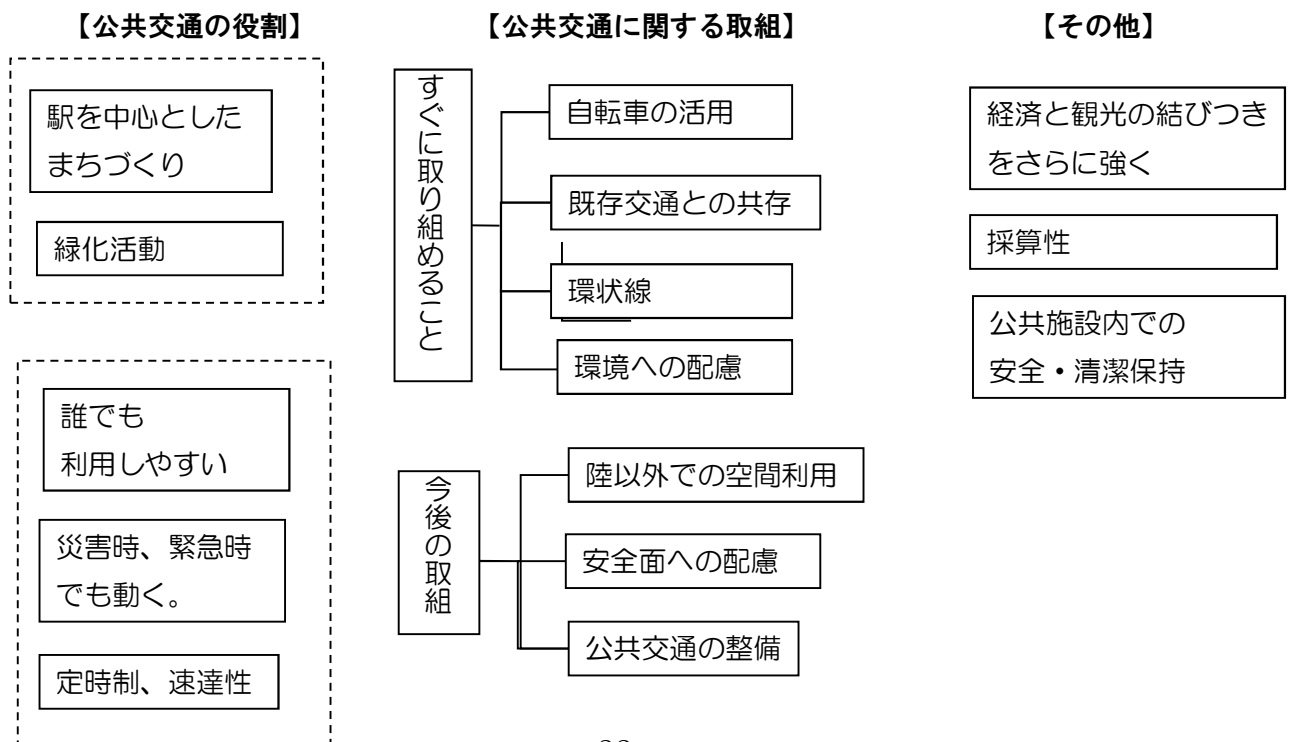 【公共交通の役割】
駅を中心とした
まちづくり
緑化活動
誰でも
利用しやすい
災害時、緊急時
でも動く。
定時制、速達性
【公共交通に関する取組】
すぐに取り組めること
自転車の活用
既存交通との共存
環状線
環境への配慮
今後の取組
陸以外での空間利用
安全面への配慮
公共交通の整備
【その他】
経済と観光の結びつき
をさらに強く
採算性
公共施設内での
安全・清潔保持